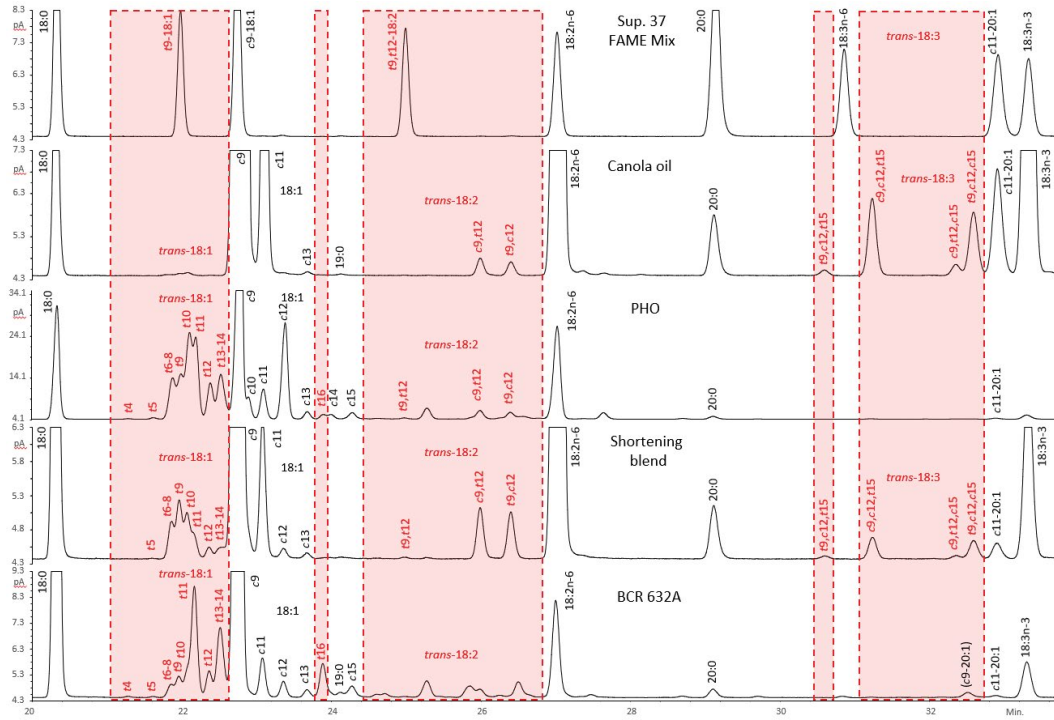 8.3
pA
7.3
6.3
5.3
4.3
18:0
t9-18:1
c9-18:1
t9,t12-18:2
18:2n-6
Sup. 37
FAME Mix
20:0
18:3n-6
trans-18:3
c11-20:1
18:3n-3
7.3
pA
6.3
5.3
4.3
18:0
trans-18:1
c9
c11
18:1
c13
19:0
trans-18:2
c9,t12
t9,c12
18:2n-6
Canola oil
20:0
t9,c12,t15
c9,c12,t15
trans-18:3
c9,t12,c15
t9,c12,c15
c11-20:1
18:3n-3
34.1
pA
24.1
14.1
4.1
18:0
trans-18:1
t4
t5
t6-8
t9
t10
t11
t12
t13-14
c9
c10
c11
c12
18:1
c13
t16
c14
c15
trans-18:2
t9,t12
c9,t12
t9,c12
18:2n-6
PHO
20:0
c11-20:1
6.3
pA
5.8
5.3
4.8
4.3
18:0
trans-18:1
t5
t6-8
t9
t10
t11
t12
t13-14
c9
c11
18:1
c12
c13
trans-18:2
t9,t12
c9,t12
t9,c12
18:2n-6
Shortening
blend
20:0
t9,c12,t15
c9,c12,t15
trans-18:3
c9,t12,c15
t9,c12,c15
c11-20:1
18:3n-3
9.3
pA
8.3
7.3
6.3
5.3
4.3
18:0
trans-18:1
t4
t5
t6-8
t9
t10
t11
t12
t13-14
c9
c11
18:1
c12
c13
t16
19:0
c15
trans-18:2
18:2n-6
BCR 632A
20:0
(c9-20:1)
c11-20:1
18:3n-3
20
22
24
26
28
30
32
Min.